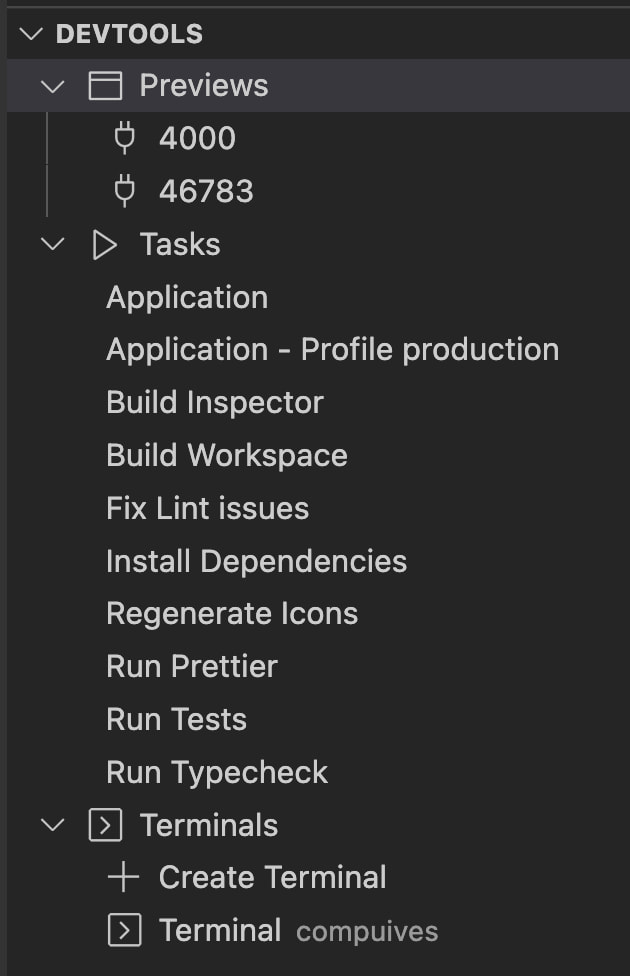 DEVTOOLS
Previews
4000
46783
Tasks
Application
Application - Profile production
Build Inspector
Build Workspace
Fix Lint issues
Install Dependencies
Regenerate Icons
Run Prettier
Run Tests
Run Typecheck
Terminals
Create Terminal
Terminal compuives